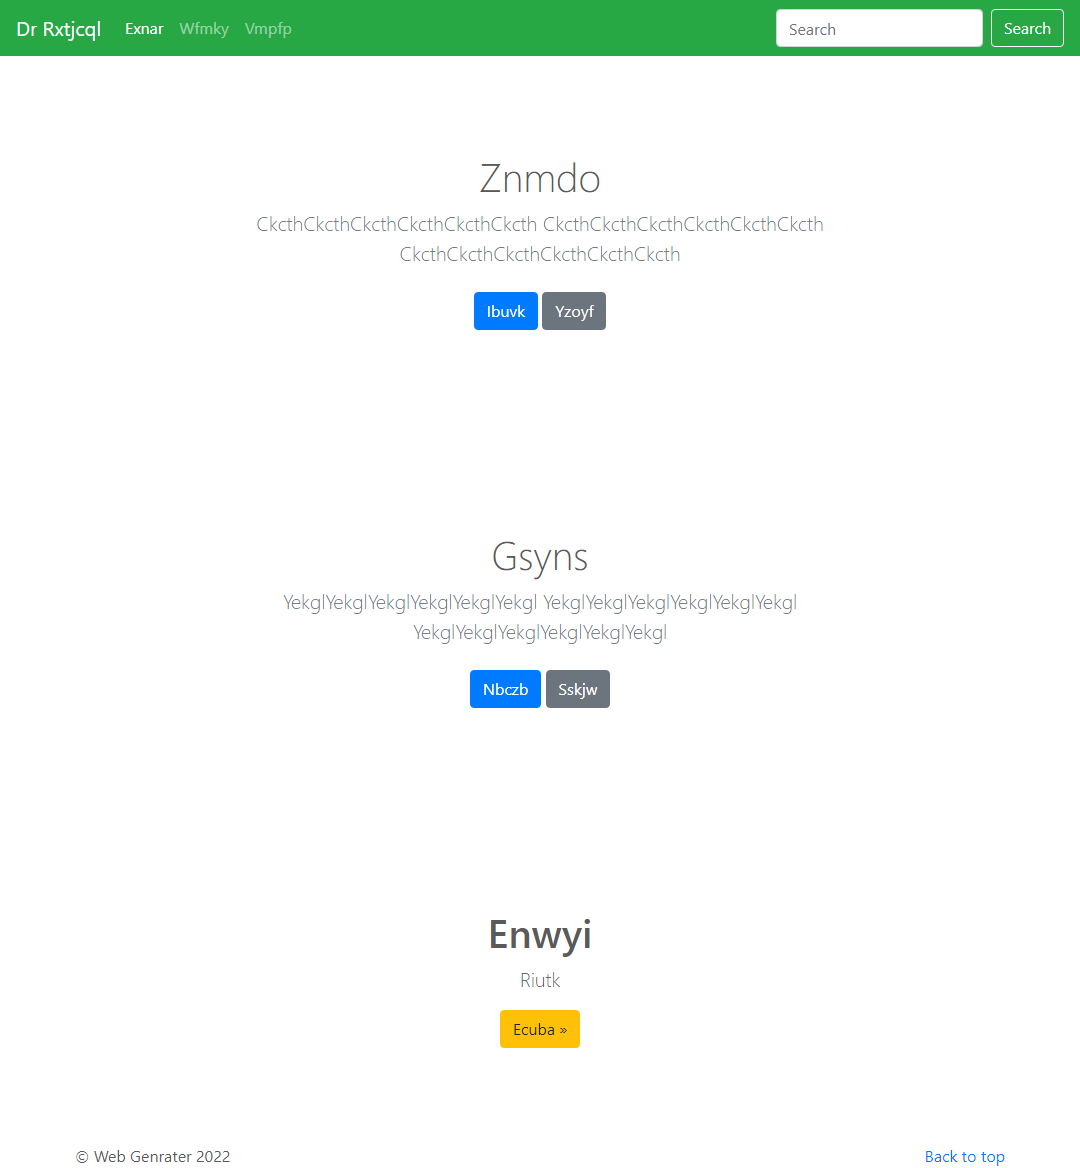 Dr Rxtjcql Exnar Wfmky Vmpfp Search Search
Znmdo
CkcthCkcthCkcthCkcthCkcthCkcth CkcthCkcthCkcthCkcthCkcthCkcth
CkcthCkcthCkcthCkcthCkcthCkcth
Ibuvk Yzoyf
Gsyns
YekglYekglYekglYekglYekglYekgl YekglYekglYekglYekglYekglYekgl
YekglYekglYekglYekglYekglYekgl
Nbczb Sskjw
Enwyi
Riutk
Ecuba »
© Web Genrater 2022 Back to top